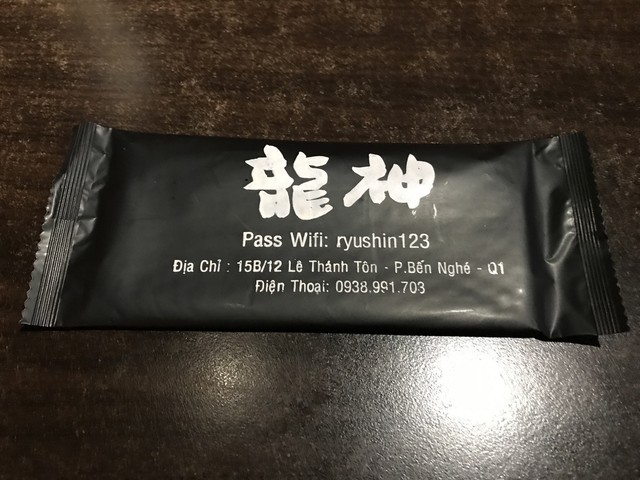 龍神
Pass Wifi: ryushin123
Địa Chỉ : 15B/12 Lê Thánh Tôn - P.Bến Nghé - Q1
Điện Thoại: 0938.991.703